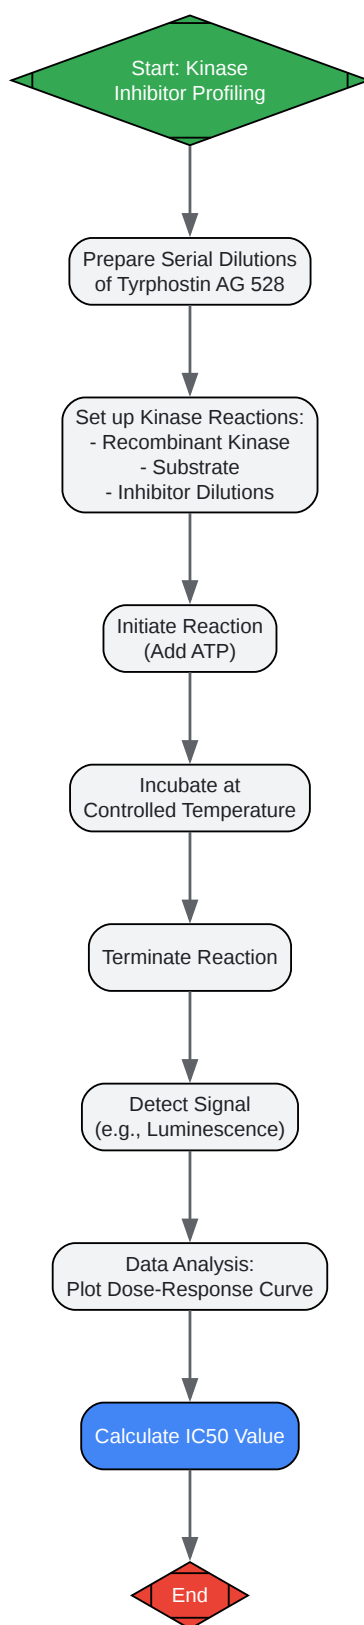 Start: Kinase
Inhibitor Profiling
Prepare Serial Dilutions
of Tyrphostin AG 528
Set up Kinase Reactions:
- Recombinant Kinase
- Substrate
- Inhibitor Dilutions
Initiate Reaction
(Add ATP)
Incubate at
Controlled Temperature
Terminate Reaction
Detect Signal
(e.g., Luminescence)
Data Analysis:
Plot Dose-Response Curve
Calculate IC50 Value
End